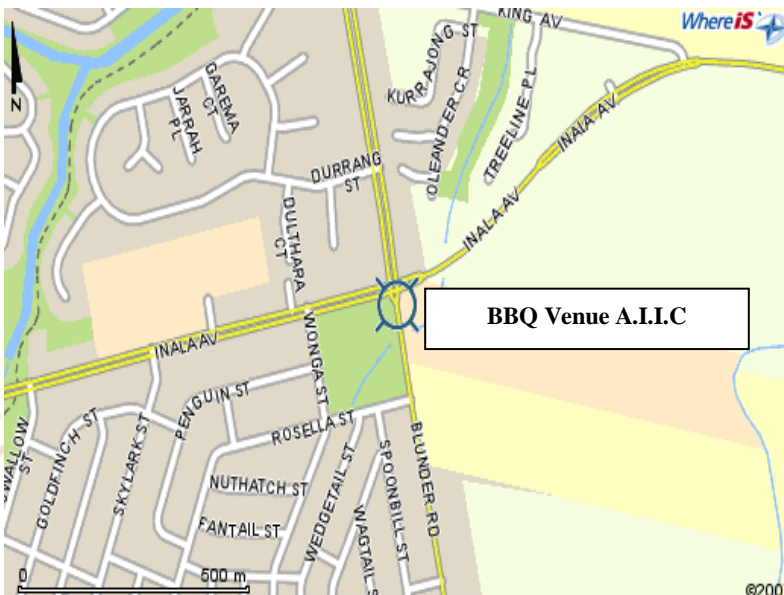 KING AV
WhereiS
KURRAJONG ST
N
GAREMA CT
JARRAH PL
OLEANDER CR
TREELINE PL
INALA AV
DURRANG ST
DULTHARA CT
INALA AV
BBQ Venue A.I.I.C
INALA AV
WONGA ST
PENGUIN ST
ROSELLA ST
BLUNDER RD
GOLDFINCH ST
SKYLARK ST
NUTHATCH ST
FANTAIL ST
WEDGETAIL ST
SPOONBILL ST
WAGTAIL ST
0 500 m
©200